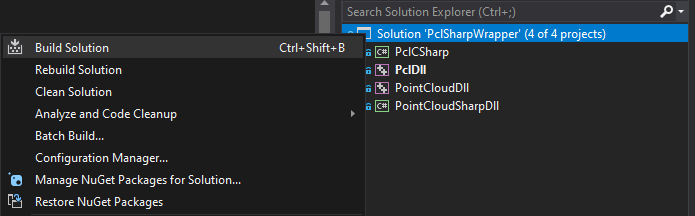 Search Solution Explorer (Ctrl+;)
Solution 'PclSharpWrapper' (4 of 4 projects)
C# PclCSharp
PclDll
PointCloudDll
C# PointCloudSharpDll
Build Solution Ctrl+Shift+B
Rebuild Solution
Clean Solution
Analyze and Code Cleanup
Batch Build...
Configuration Manager...
Manage NuGet Packages for Solution...
Restore NuGet Packages